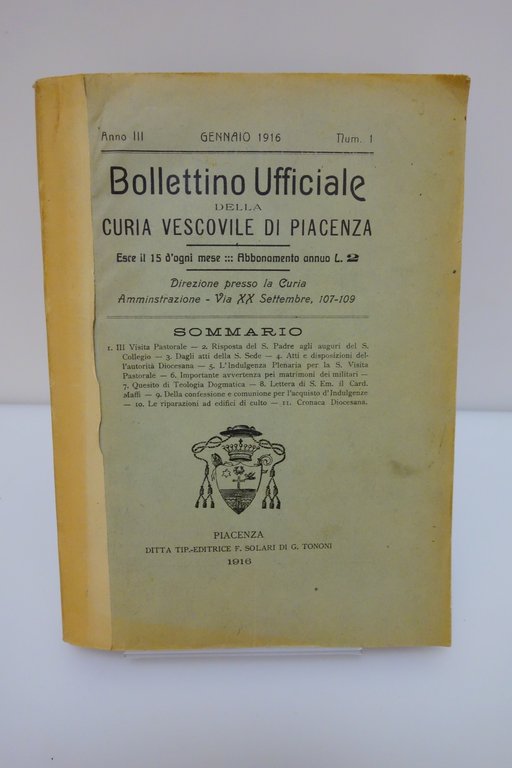 Anno III GENNAIO 1916 Num. 1
Bollettino Ufficiale
DELLA
CURIA VESCOVILE DI PIACENZA
Esce il 15 d'ogni mese ::: Abbonamento annuo L. 2
Direzione presso la Curia
Amminstrazione - Via XX Settembre, 107-109
SOMMARIO
1. III Visita Pastorale — 2. Risposta del S. Padre agli auguri del S.
Collegio — 3. Dagli atti della S. Sede — 4. Atti e disposizioni del-
l'autorità Diocesana — 5. L'Indulgenza Plenaria per la S. Visita
Pastorale — 6. Importante avvertenza pei matrimoni dei militari —
7. Quesito di Teologia Dogmatica — 8. Lettera di S. Em. il Card.
Maffi — 9. Della confessione e comunione per l'acquisto d'Indulgenze
— 10. Le riparazioni ad edifici di culto — 11. Cronaca Diocesana.
PIACENZA
DITTA TIP.-EDITRICE F. SOLARI DI G. TONONI
1916